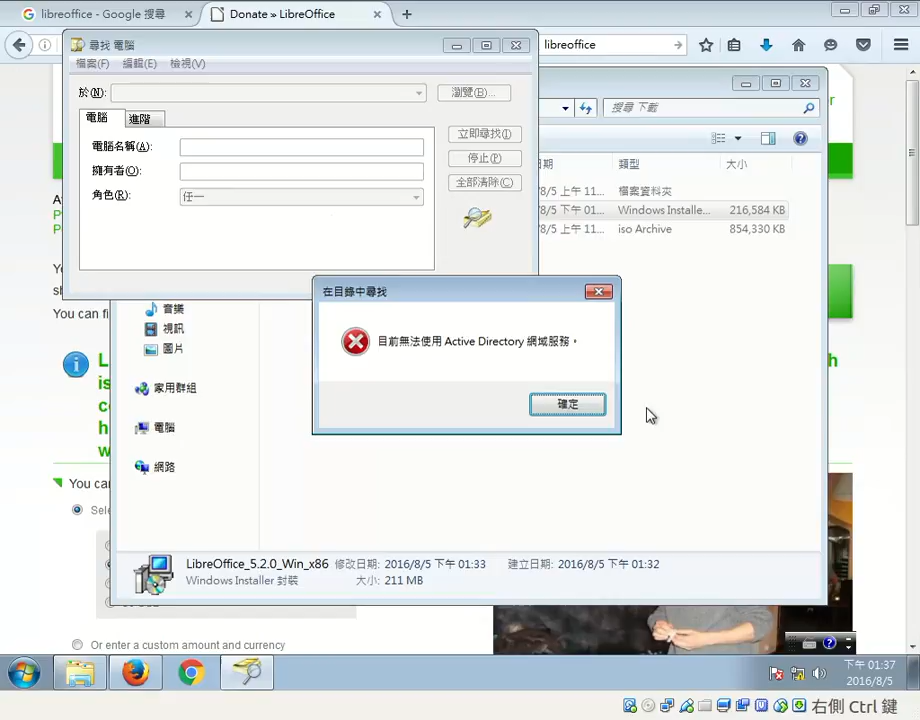 libreoffice - Google 搜尋
Donate » LibreOffice
libreoffice
尋找 電腦
檔案(F) 編輯(E) 檢視(V)
於(N):
瀏覽(B)...
電腦
進階
電腦名稱(A):
擁有者(O):
角色(R):
任一
立即尋找(I)
停止(P)
全部清除(C)
搜尋 下載
日期
類型
大小
8/5 上午 11...
檔案資料夾
8/5 下午 01...
Windows Installe...
216,584 KB
8/5 上午 11...
iso Archive
854,330 KB
在目錄中尋找
目前無法使用 Active Directory 網域服務。
確定
音樂
視訊
圖片
家用群組
電腦
網路
You can fi
You can
Sele
LibreOffice_5.2.0_Win_x86
修改日期: 2016/8/5 下午 01:33
建立日期: 2016/8/5 下午 01:32
Windows Installer 封裝
大小: 211 MB
Or enter a custom amount and currency
下午 01:37
2016/8/5
右側 Ctrl 鍵